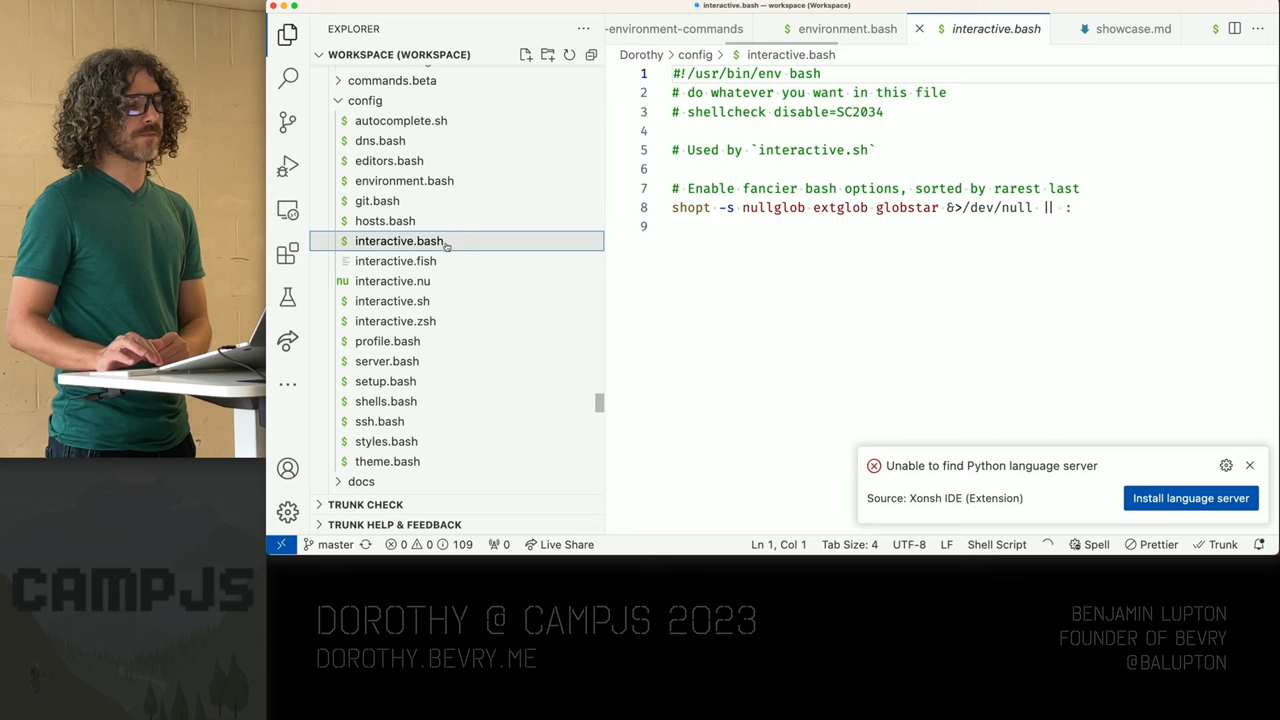 interactive.bash — workspace (Workspace)
EXPLORER
-environment-commands
environment.bash
interactive.bash
showcase.md
WORKSPACE (WORKSPACE)
Dorothy > config > $ interactive.bash
commands.beta
config
$ autocomplete.sh
$ dns.bash
$ editors.bash
$ environment.bash
$ git.bash
$ hosts.bash
$ interactive.bash
interactive.fish
nu interactive.nu
$ interactive.sh
$ interactive.zsh
$ profile.bash
$ server.bash
$ setup.bash
$ shells.bash
$ ssh.bash
$ styles.bash
$ theme.bash
docs
TRUNK CHECK
TRUNK HELP & FEEDBACK
1 #!/usr/bin/env bash
2 # do whatever you want in this file
3 # shellcheck disable=SC2034
4
5 # Used by `interactive.sh`
6
7 # Enable fancier bash options, sorted by rarest last
8 shopt -s nullglob extglob globstar &>/dev/null || :
9
Unable to find Python language server
Source: Xonsh IDE (Extension)
Install language server
master 0 0 109 0 Live Share
Ln 1, Col 1 Tab Size: 4 UTF-8 LF Shell Script Spell Prettier Trunk
CAMPJS
DOROTHY @ CAMPJS 2023
DOROTHY.BEVRY.ME
BENJAMIN LUPTON
FOUNDER OF BEVRY
@BALUPTON